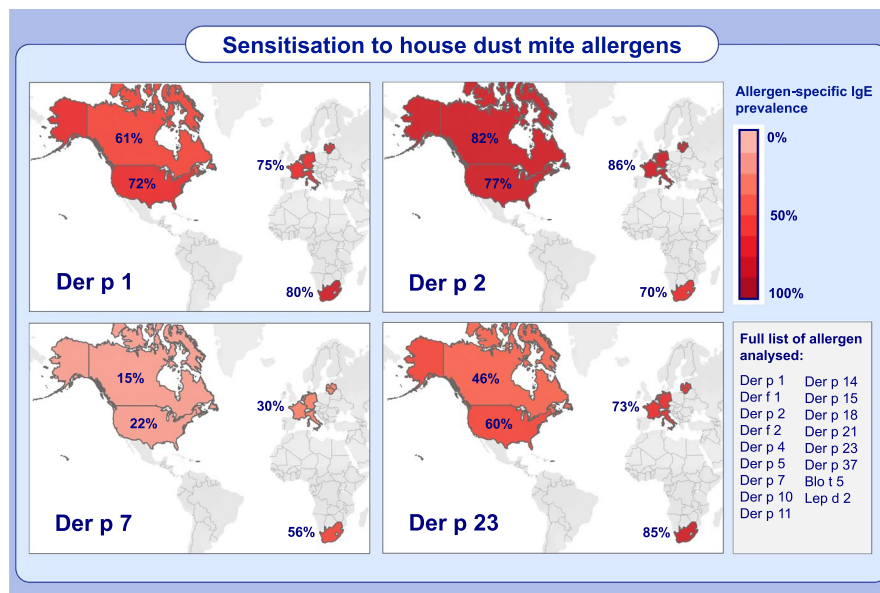 Sensitisation to house dust mite allergens
61%
72%
75%
80%
Der p 1
82%
77%
86%
70%
Der p 2
Allergen-specific IgE
prevalence
0%
50%
100%
15%
22%
30%
56%
Der p 7
46%
60%
73%
85%
Der p 23
Full list of allergen
analysed:
Der p 1
Der f 1
Der p 2
Der f 2
Der p 4
Der p 5
Der p 7
Der p 10
Der p 11
Der p 14
Der p 15
Der p 18
Der p 21
Der p 23
Der p 37
Blo t 5
Lep d 2